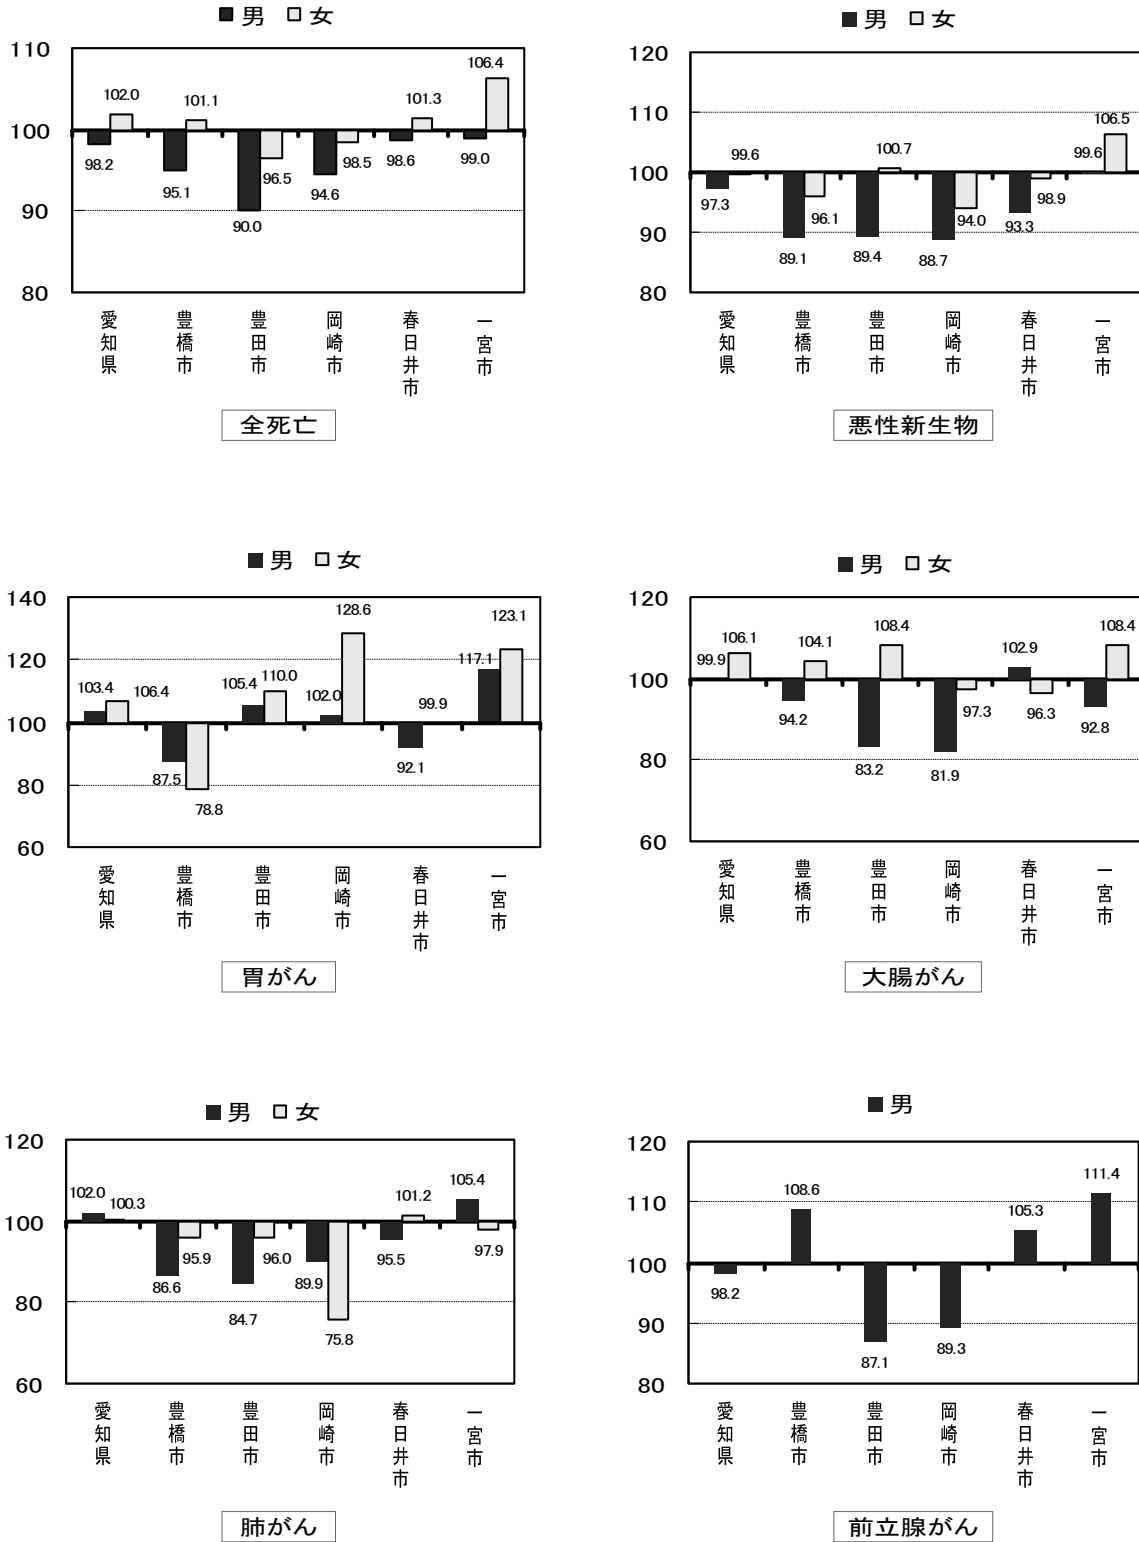 ■ 男 □ 女
110
100
90
80
102.0
101.1
101.3
106.4
98.2
95.1
90.0
96.5
94.6
98.5
98.6
99.0
愛知県
豊橋市
豊田市
岡崎市
春日井市
一宮市
全死亡
■ 男 □ 女
120
110
100
90
80
99.6
100.7
99.6
106.5
97.3
89.1
96.1
89.4
88.7
94.0
93.3
98.9
愛知県
豊橋市
豊田市
岡崎市
春日井市
一宮市
悪性新生物
■ 男 □ 女
140
120
100
80
60
103.4
106.4
87.5
78.8
105.4
110.0
102.0
128.6
92.1
99.9
117.1
123.1
愛知県
豊橋市
豊田市
岡崎市
春日井市
一宮市
胃がん
■ 男 □ 女
120
100
80
60
99.9
106.1
94.2
104.1
83.2
108.4
81.9
97.3
102.9
96.3
92.8
108.4
愛知県
豊橋市
豊田市
岡崎市
春日井市
一宮市
大腸がん
■ 男 □ 女
120
100
80
60
102.0
100.3
86.6
95.9
84.7
96.0
89.9
75.8
95.5
101.2
105.4
97.9
愛知県
豊橋市
豊田市
岡崎市
春日井市
一宮市
肺がん
■ 男
120
110
100
90
80
98.2
108.6
87.1
89.3
105.3
111.4
愛知県
豊橋市
豊田市
岡崎市
春日井市
一宮市
前立腺がん